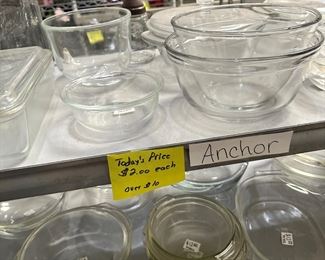 Today's Price
$2.00 each
Over $10
Anchor